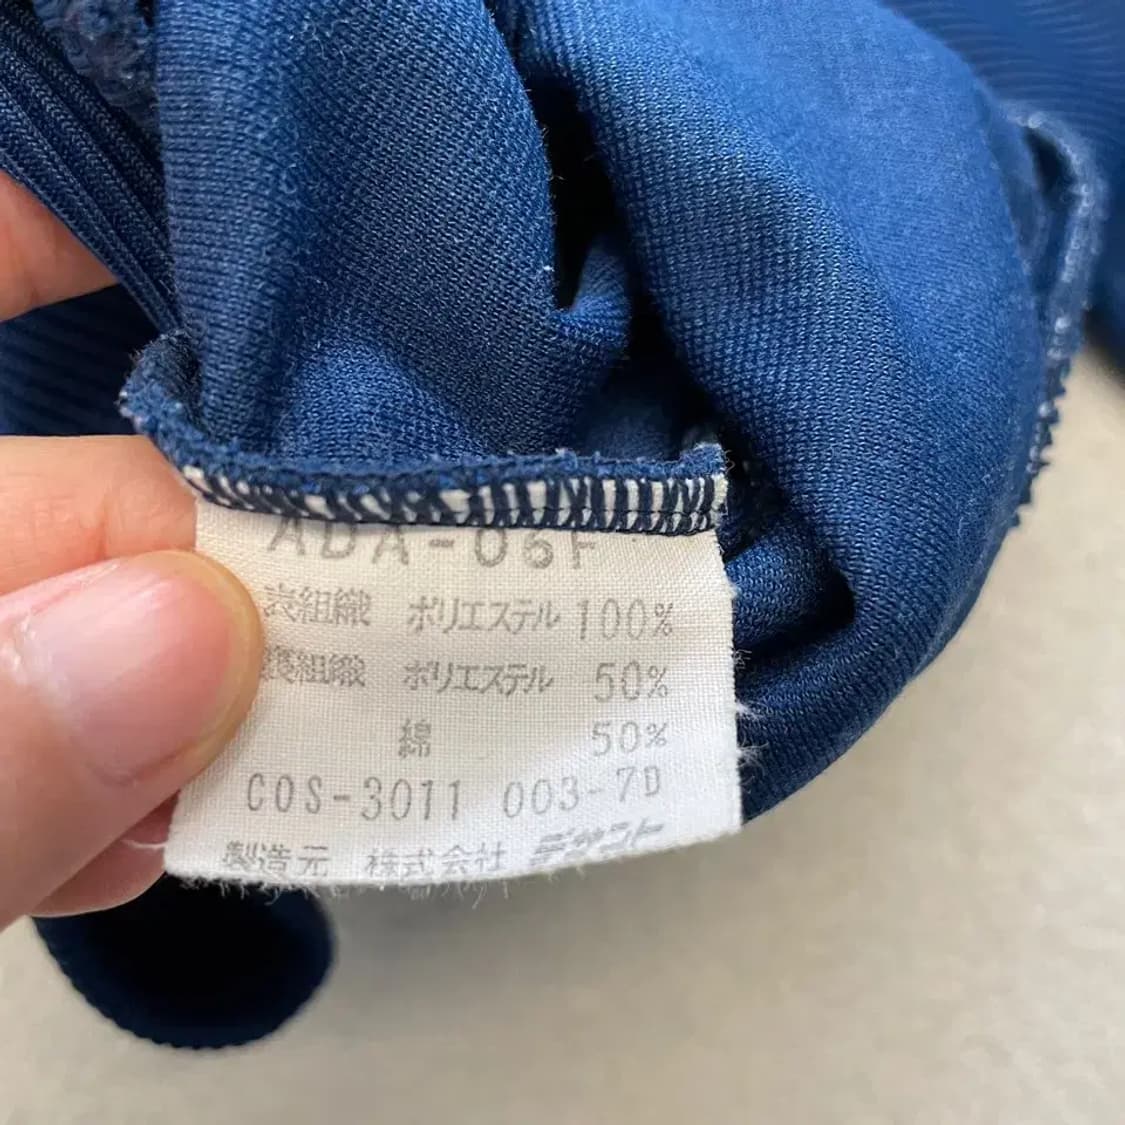 ADA-06F
表組織 ポリエステル 100%
裏組織 ポリエステル 50%
綿 50%
COS-3011 003-7D
製造元 株式会社 デサント